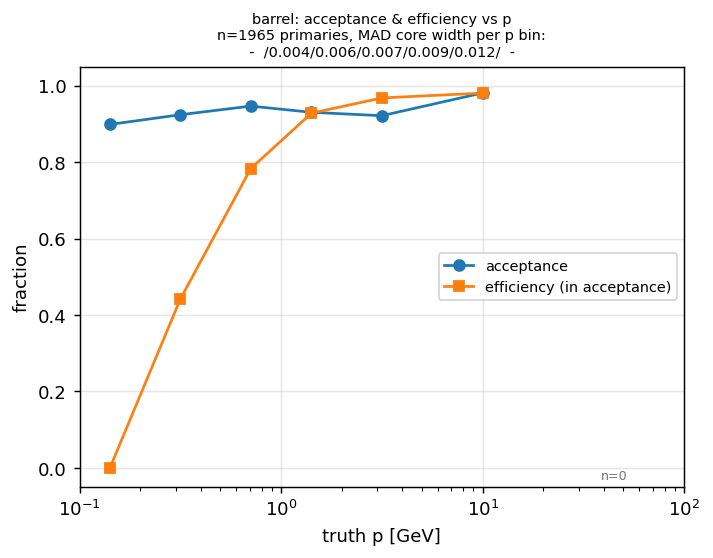 barrel: acceptance & efficiency vs p
n=1965 primaries, MAD core width per p bin:
-  /0.004/0.006/0.007/0.009/0.012/  -
1.0
0.8
0.6
0.4
0.2
0.0
fraction
acceptance
efficiency (in acceptance)
n=0
10⁻¹ 10⁰ 10¹ 10²
truth p [GeV]